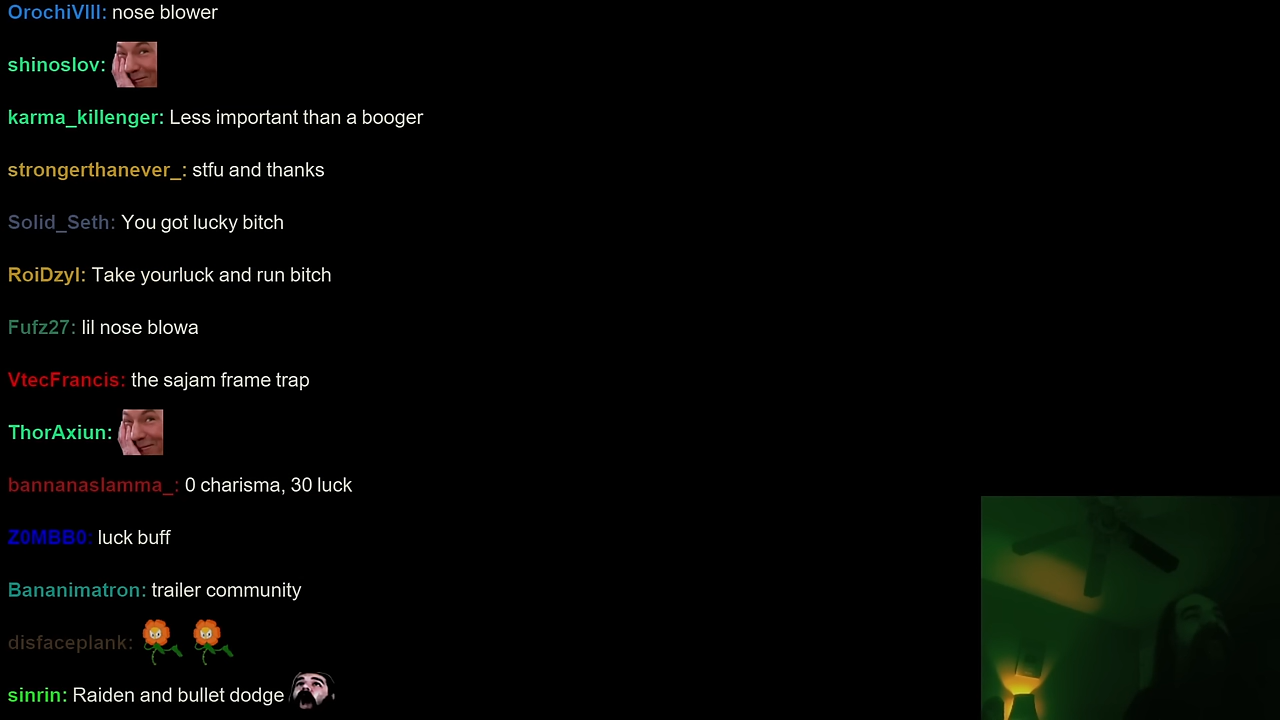 OrochiVIII: nose blower
shinoslov:
karma_killenger: Less important than a booger
strongerthanever_: stfu and thanks
Solid_Seth: You got lucky bitch
RoiDzyl: Take yourluck and run bitch
Fufz27: lil nose blowa
VtecFrancis: the sajam frame trap
ThorAxiun:
bannanaslamma_: 0 charisma, 30 luck
Z0MBB0: luck buff
Bananimatron: trailer community
disfaceplank:
sinrin: Raiden and bullet dodge